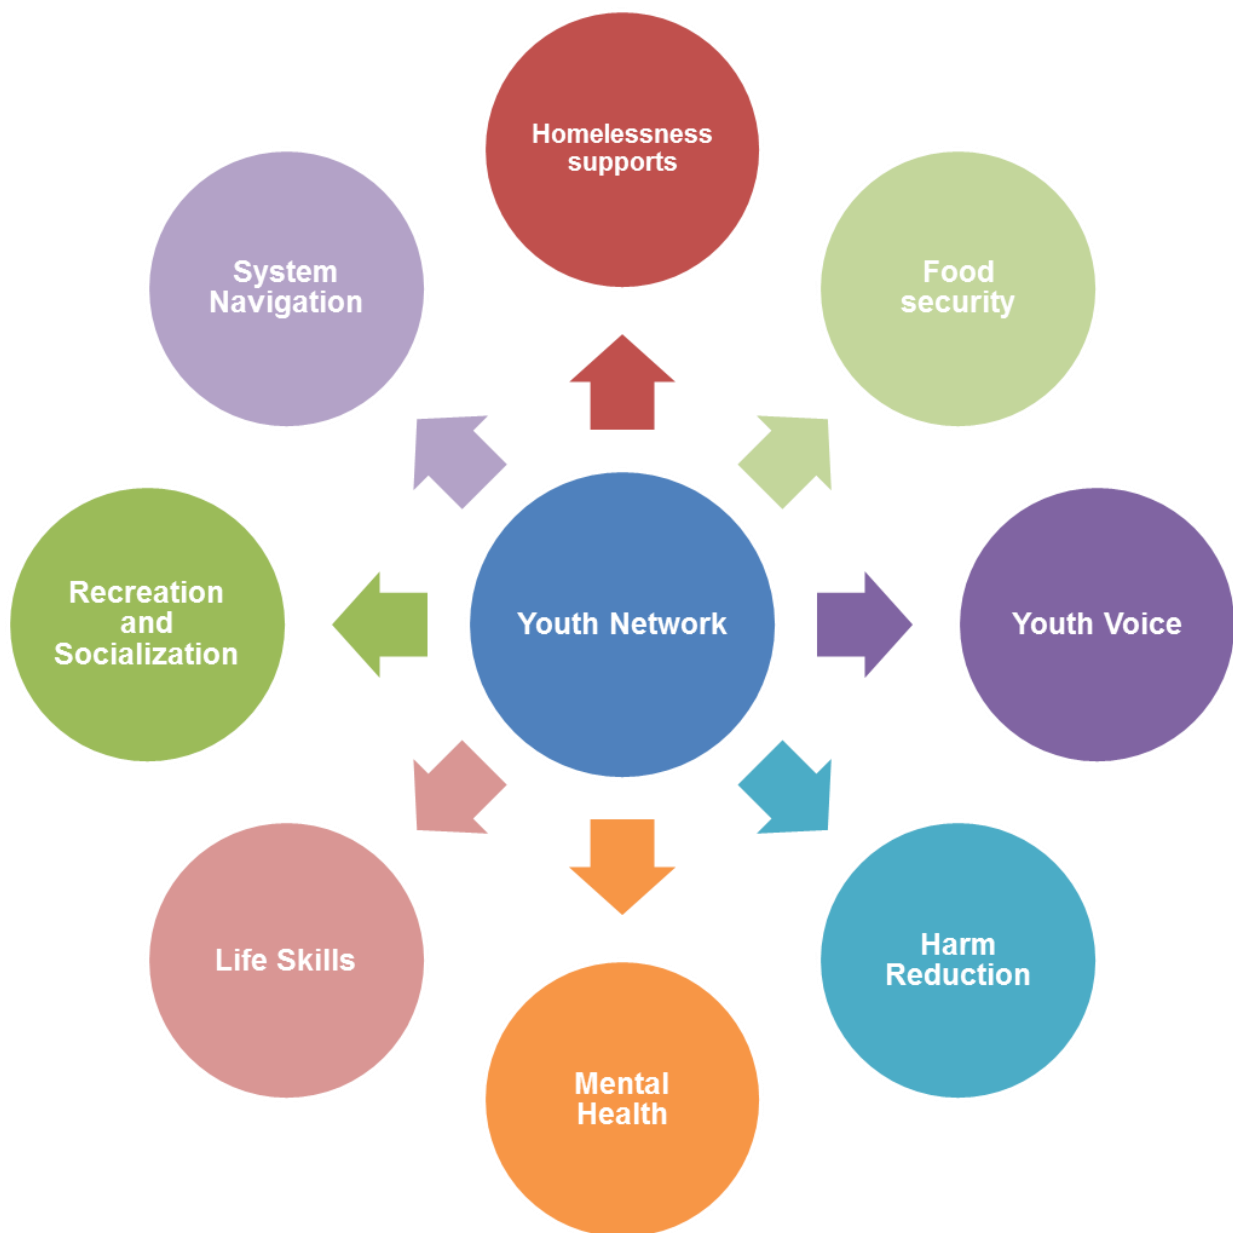 Homelessness
supports
Food
security
Youth Voice
Harm
Reduction
Mental
Health
Life Skills
Recreation
and
Socialization
System
Navigation
Youth Network